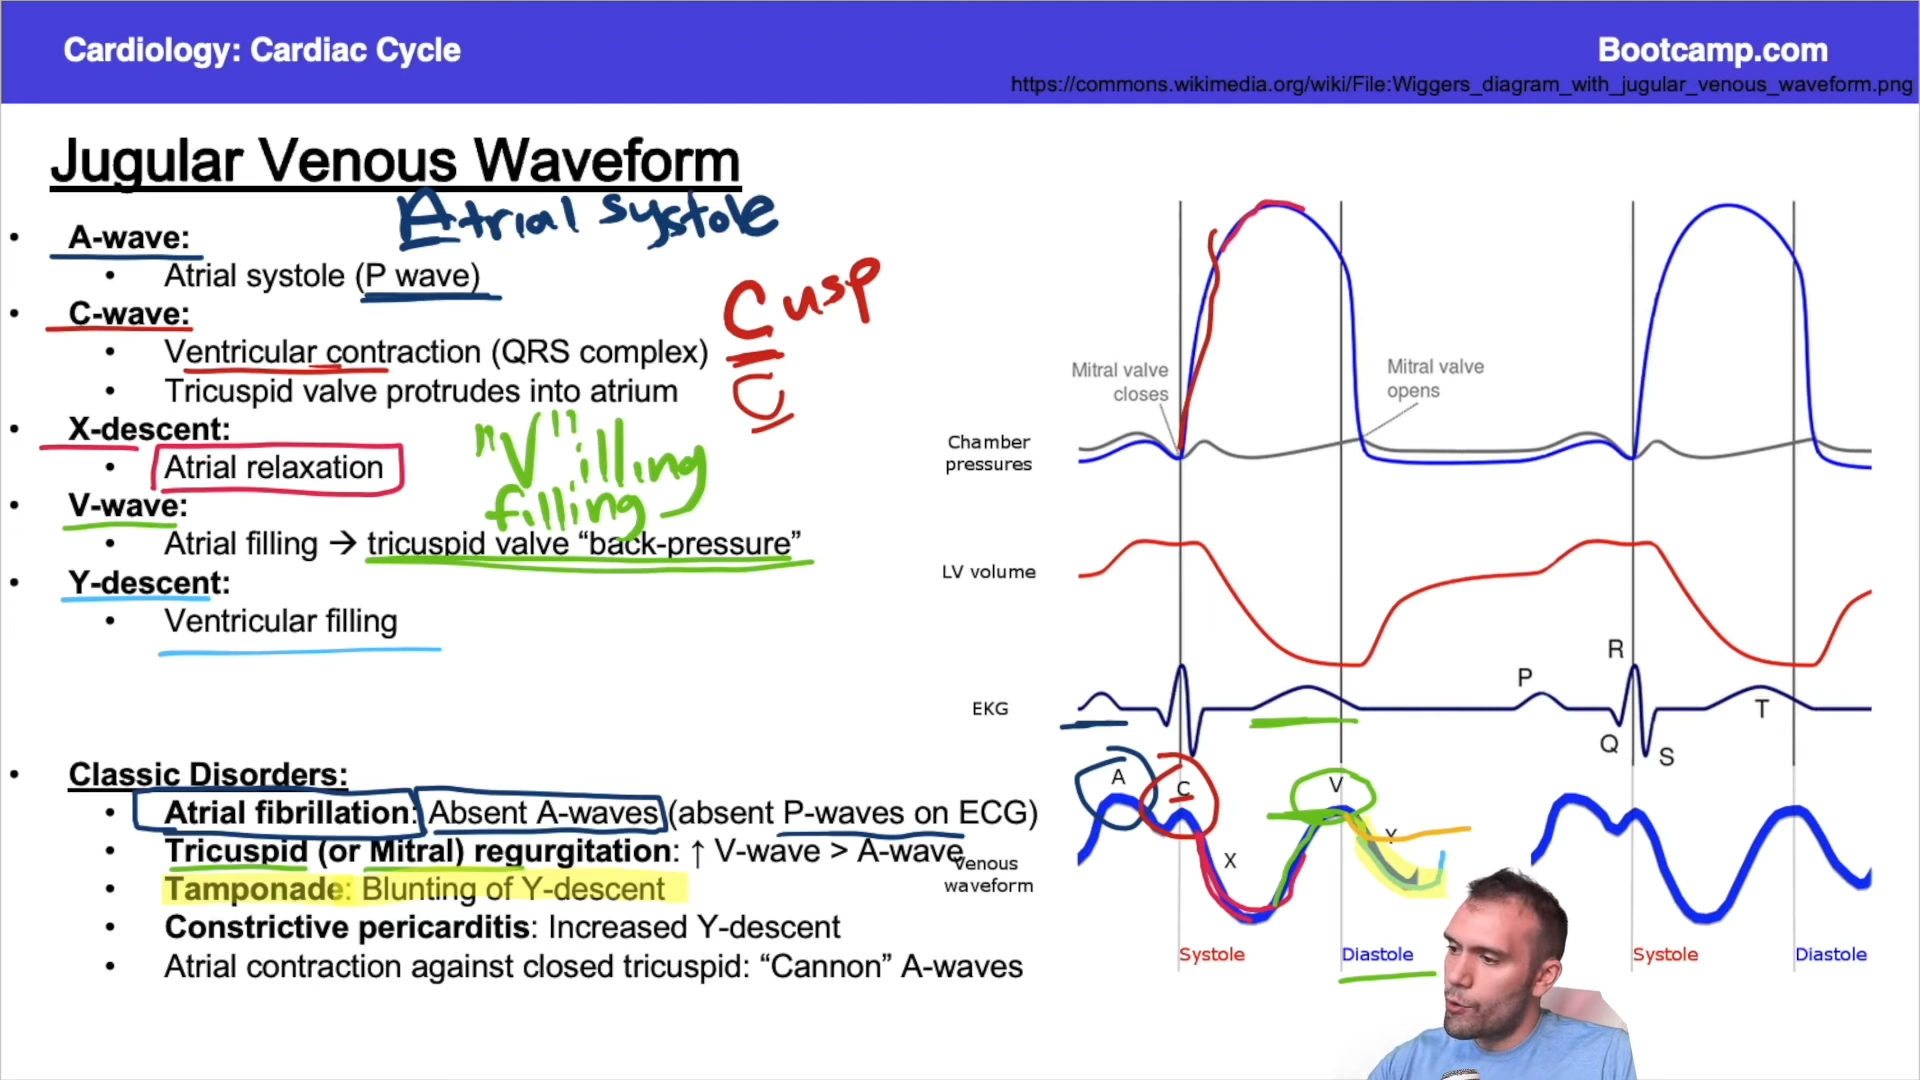 Cardiology: Cardiac Cycle
Bootcamp.com
https://commons.wikimedia.org/wiki/File:Wiggers_diagram_with_jugular_venous_waveform.png
Jugular Venous Waveform
Atrial systole
• A-wave:
• Atrial systole (P wave)
Cusp
• C-wave:
• Ventricular contraction (QRS complex)
• Tricuspid valve protrudes into atrium
C
• X-descent:
• Atrial relaxation
"V"illing
filling
• V-wave:
• Atrial filling → tricuspid valve “back-pressure”
• Y-descent:
• Ventricular filling
• Classic Disorders:
• Atrial fibrillation: Absent A-waves (absent P-waves on ECG)
• Tricuspid (or Mitral) regurgitation: ↑ V-wave > A-wave
• Tamponade: Blunting of Y-descent
• Constrictive pericarditis: Increased Y-descent
• Atrial contraction against closed tricuspid: “Cannon” A-waves
Mitral valve
closes
Mitral valve
opens
Chamber
pressures
LV volume
R
P
EKG
T
Q
S
A
C
V
Y
X
Venous
waveform
Systole
Diastole
Systole
Diastole